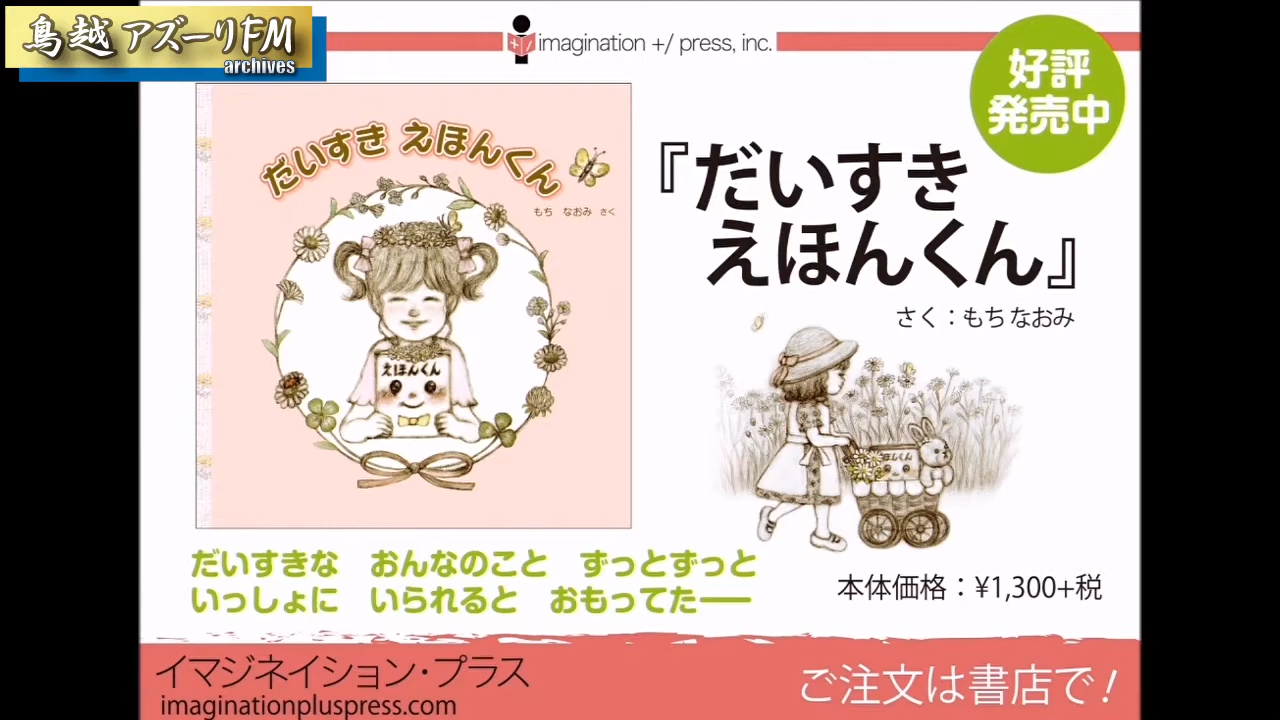 鳥越 アズーリFM
archives
+/
imagination +/ press, inc.
好評
発売中
だいすき えほんくん
もち なおみ さく
えほんくん
『だいすき
えほんくん』
さく：もち なおみ
だいすきな おんなのこと ずっとずっと
いっしょに いられると おもってた──
本体価格：¥1,300+税
イマジネイション・プラス
imaginationpluspress.com
ご注文は書店で！